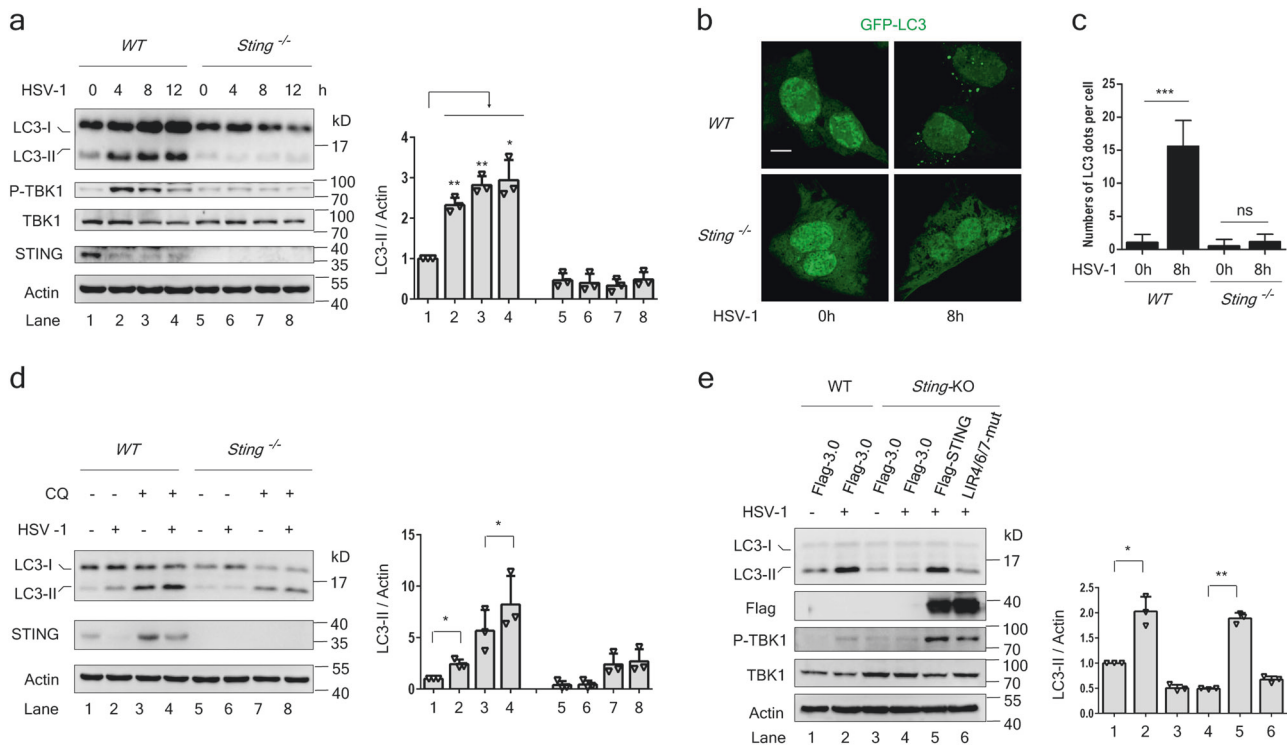 a
WT Sting -/-
HSV-1 0 4 8 12 0 4 8 12 h
LC3-I kD
17
LC3-II
P-TBK1 100
70
TBK1 100
70
STING 40
35
Actin 55
40
Lane 1 2 3 4 5 6 7 8
LC3-II / Actin
4
3
2
1
0
** ** *
1 2 3 4 5 6 7 8
b
GFP-LC3
WT
Sting -/-
HSV-1 0h 8h
c
Numbers of LC3 dots per cell
25
20
15
10
5
0
***
ns
HSV-1 0h 8h 0h 8h
WT Sting -/-
d
WT Sting -/-
CQ - - + + - - + +
HSV -1 - + - + - + - +
LC3-I kD
LC3-II 17
STING 40
35
Actin 55
40
Lane 1 2 3 4 5 6 7 8
LC3-II / Actin
15
10
5
0
* *
1 2 3 4 5 6 7 8
e
WT Sting-KO
Flag-3.0 Flag-3.0 Flag-3.0 Flag-3.0 Flag-STING LIR4/6/7-mut
HSV-1 - + - + + +
LC3-I kD
17
LC3-II
Flag 40
P-TBK1 100
70
TBK1 100
70
Actin 55
40
Lane 1 2 3 4 5 6
LC3-II / Actin
2.5
2.0
1.5
1.0
0.5
0.0
* **
1 2 3 4 5 6